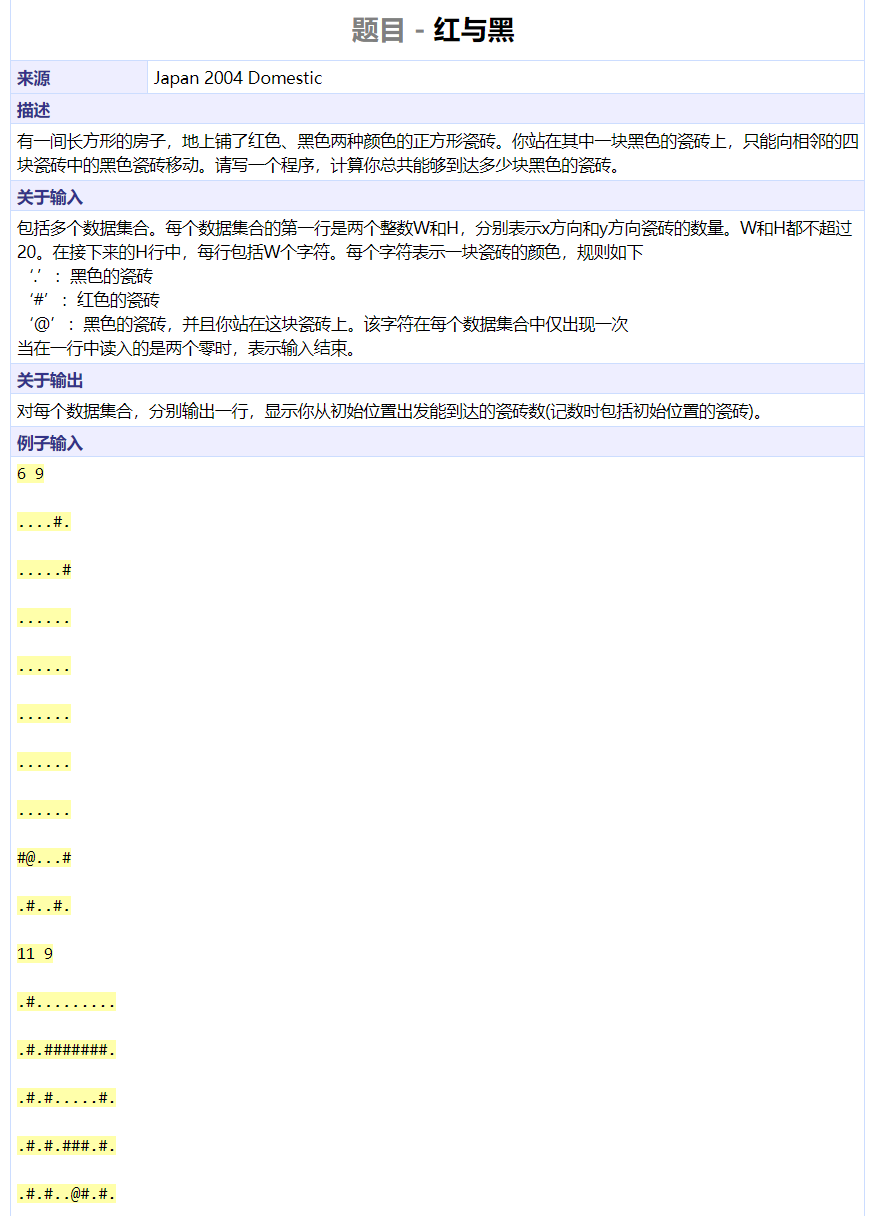 题目 - 红与黑
来源 Japan 2004 Domestic
描述
有一间长方形的房子，地上铺了红色、黑色两种颜色的正方形瓷砖。你站在其中一块黑色的瓷砖上，只能向相邻的四
块瓷砖中的黑色瓷砖移动。请写一个程序，计算你总共能够到达多少块黑色的瓷砖。
关于输入
包括多个数据集合。每个数据集合的第一行是两个整数W和H，分别表示x方向和y方向瓷砖的数量。W和H都不超过
20。在接下来的H行中，每行包括W个字符。每个字符表示一块瓷砖的颜色，规则如下
‘.’：黑色的瓷砖
‘#’：红色的瓷砖
‘@’：黑色的瓷砖，并且你站在这块瓷砖上。该字符在每个数据集合中仅出现一次
当在一行中读入的是两个零时，表示输入结束。
关于输出
对每个数据集合，分别输出一行，显示你从初始位置出发能到达的瓷砖数(记数时包括初始位置的瓷砖)。
例子输入
6 9
....#.
.....#
......
......
......
......
......
#@...#
.#..#.
11 9
.#.........
.#.#######.
.#.#.....#.
.#.#.###.#.
.#.#..@#.#.